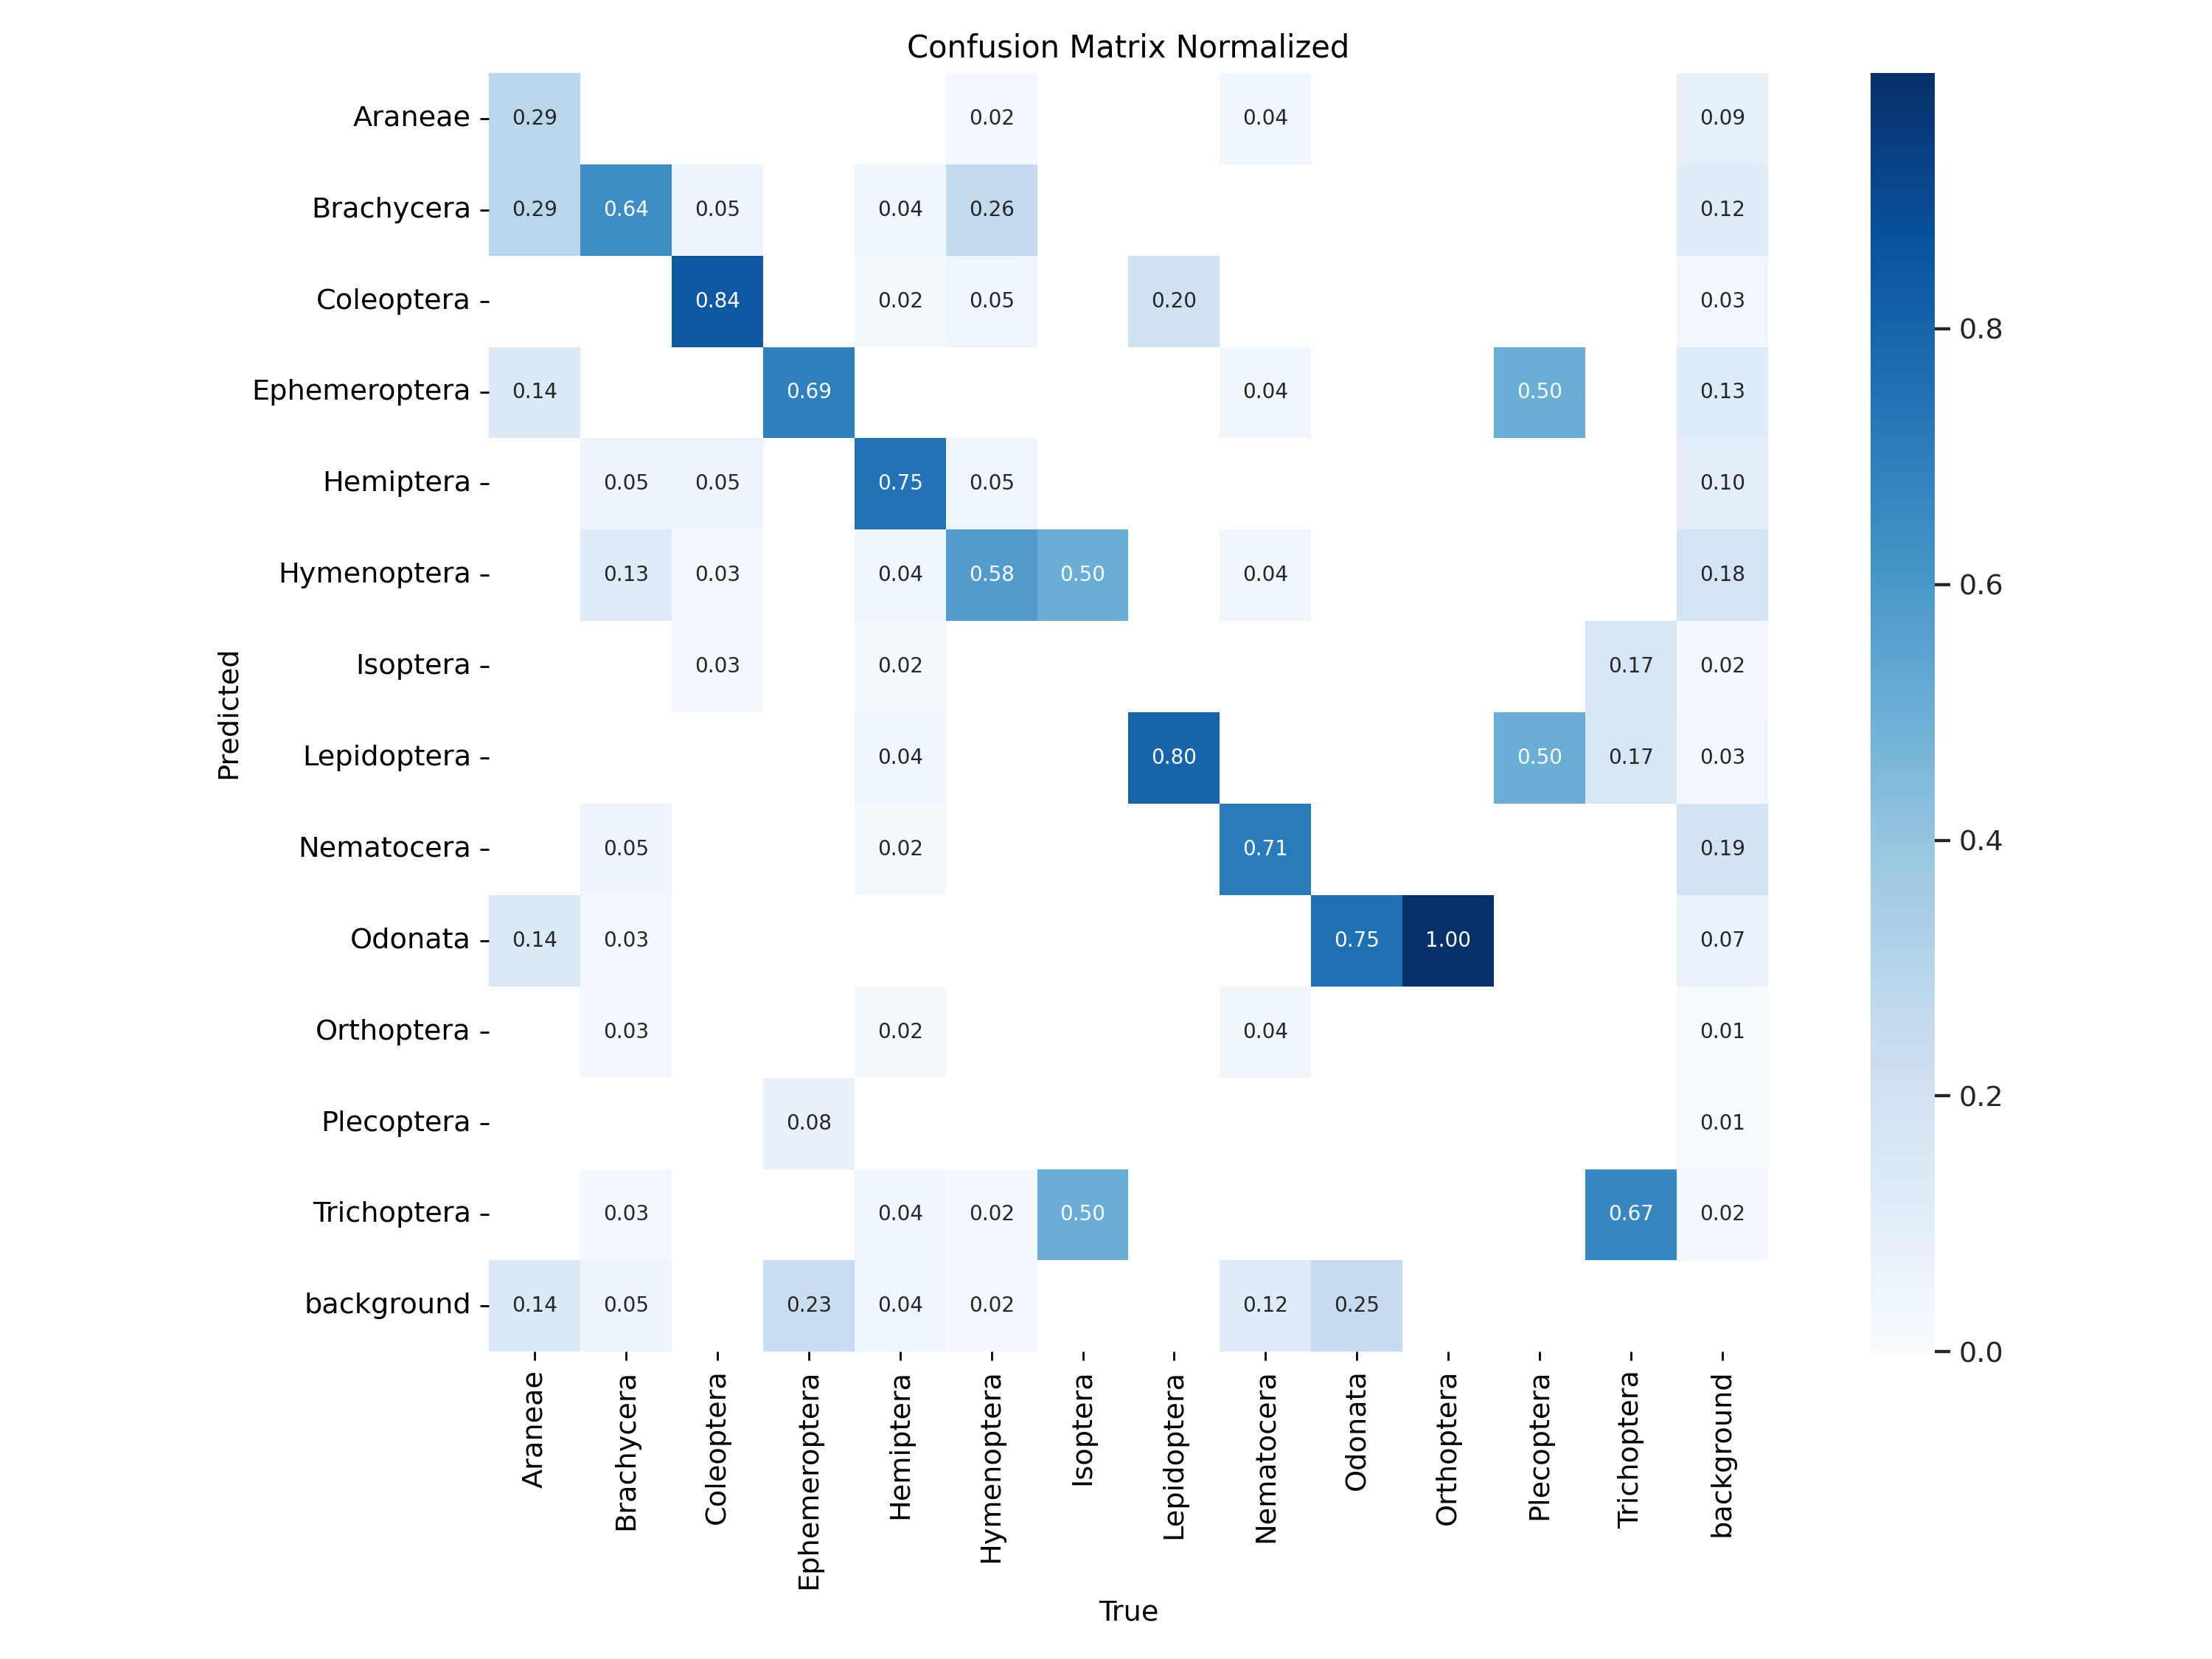 Confusion Matrix Normalized
Araneae 0.29 0.02 0.04 0.09
Brachycera 0.29 0.64 0.05 0.04 0.26 0.12
Coleoptera 0.84 0.02 0.05 0.20 0.03
Ephemeroptera 0.14 0.69 0.04 0.50 0.13
Hemiptera 0.05 0.05 0.75 0.05 0.10
Hymenoptera 0.13 0.03 0.04 0.58 0.50 0.04 0.18
Isoptera 0.03 0.02 0.17 0.02
Lepidoptera 0.04 0.80 0.50 0.17 0.03
Nematocera 0.05 0.02 0.71 0.19
Odonata 0.14 0.03 0.75 1.00 0.07
Orthoptera 0.03 0.02 0.04 0.01
Plecoptera 0.08 0.01
Trichoptera 0.03 0.04 0.02 0.50 0.67 0.02
background 0.14 0.05 0.23 0.04 0.02 0.12 0.25
Predicted
Araneae Brachycera Coleoptera Ephemeroptera Hemiptera Hymenoptera Isoptera Lepidoptera Nematocera Odonata Orthoptera Plecoptera Trichoptera background
True
0.8
0.6
0.4
0.2
0.0